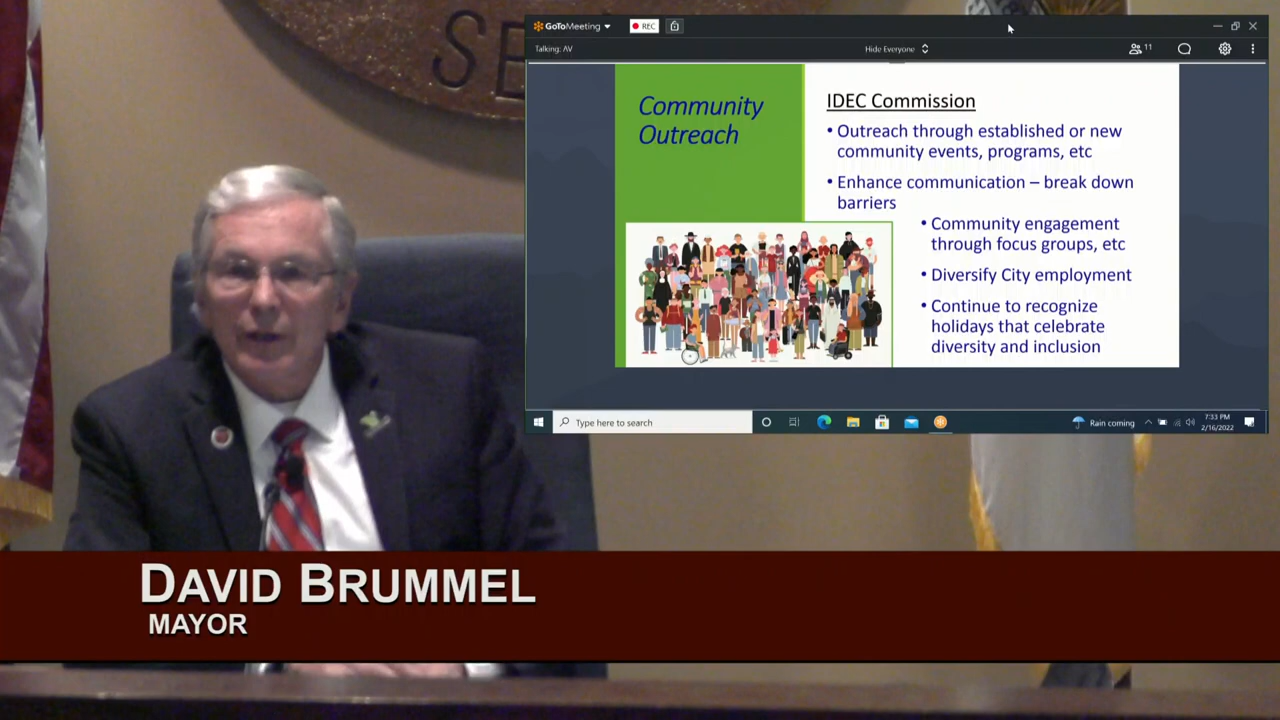 SE
GoToMeeting
REC
Talking: AV
Hide Everyone
11
Community
Outreach
IDEC Commission
• Outreach through established or new
community events, programs, etc
• Enhance communication – break down
barriers
• Community engagement
through focus groups, etc
• Diversify City employment
• Continue to recognize
holidays that celebrate
diversity and inclusion
Type here to search
Rain coming
7:33 PM
2/16/2022
DAVID BRUMMEL
MAYOR